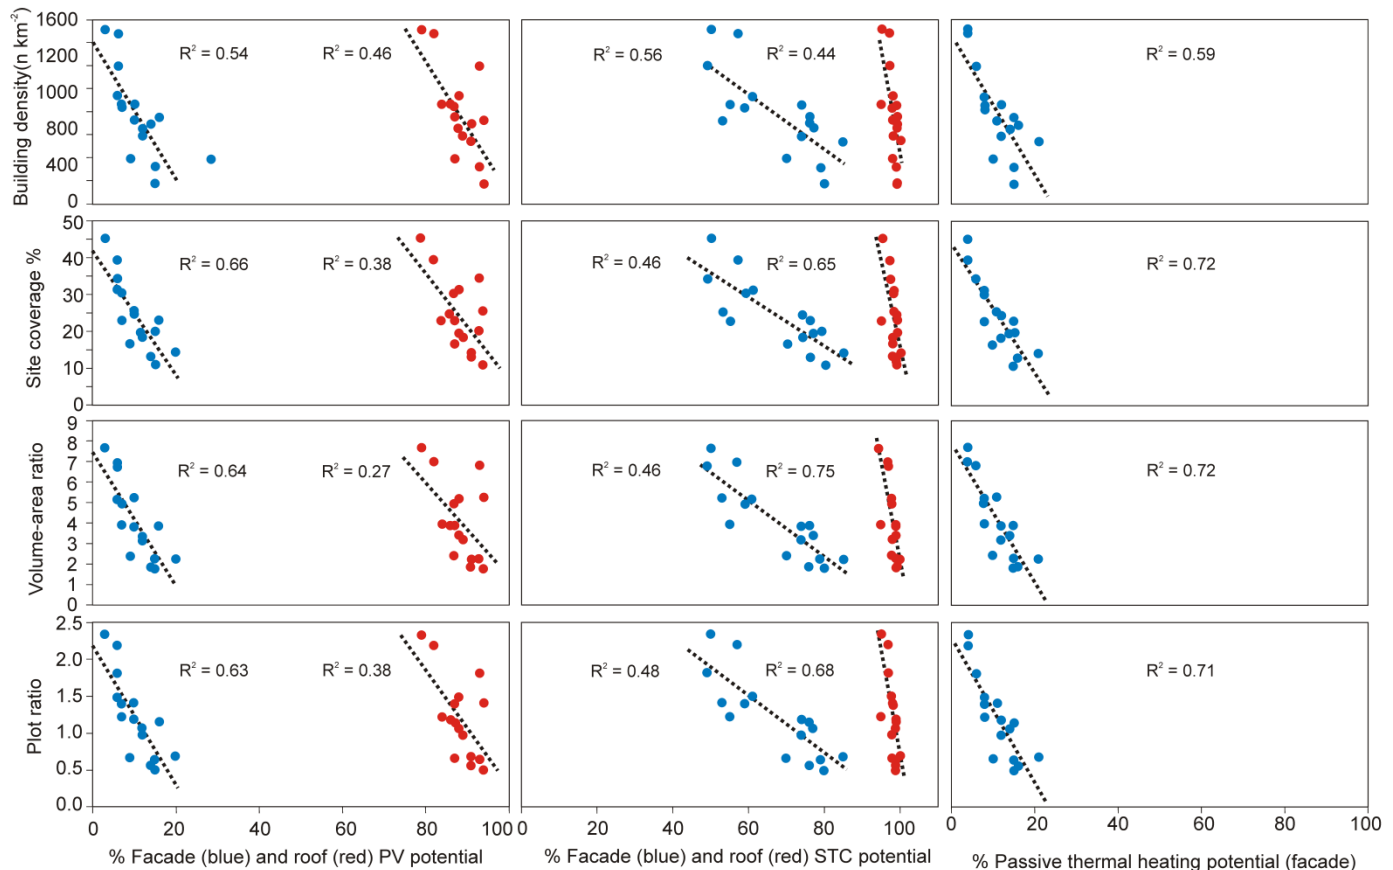 Building density(n km⁻²)
1600
1200
1000
800
400
0
R² = 0.54
R² = 0.46
R² = 0.56
R² = 0.44
R² = 0.59
Site coverage %
50
40
30
20
10
0
R² = 0.66
R² = 0.38
R² = 0.46
R² = 0.65
R² = 0.72
Volume-area ratio
9
8
7
6
5
4
3
2
1
0
R² = 0.64
R² = 0.27
R² = 0.46
R² = 0.75
R² = 0.72
Plot ratio
2.5
2.0
1.5
1.0
0.5
0.0
R² = 0.63
R² = 0.38
R² = 0.48
R² = 0.68
R² = 0.71
0 20 40 60 80 100
0 20 40 60 80 100
0 20 40 60 80 100
% Facade (blue) and roof (red) PV potential
% Facade (blue) and roof (red) STC potential
% Passive thermal heating potential (facade)